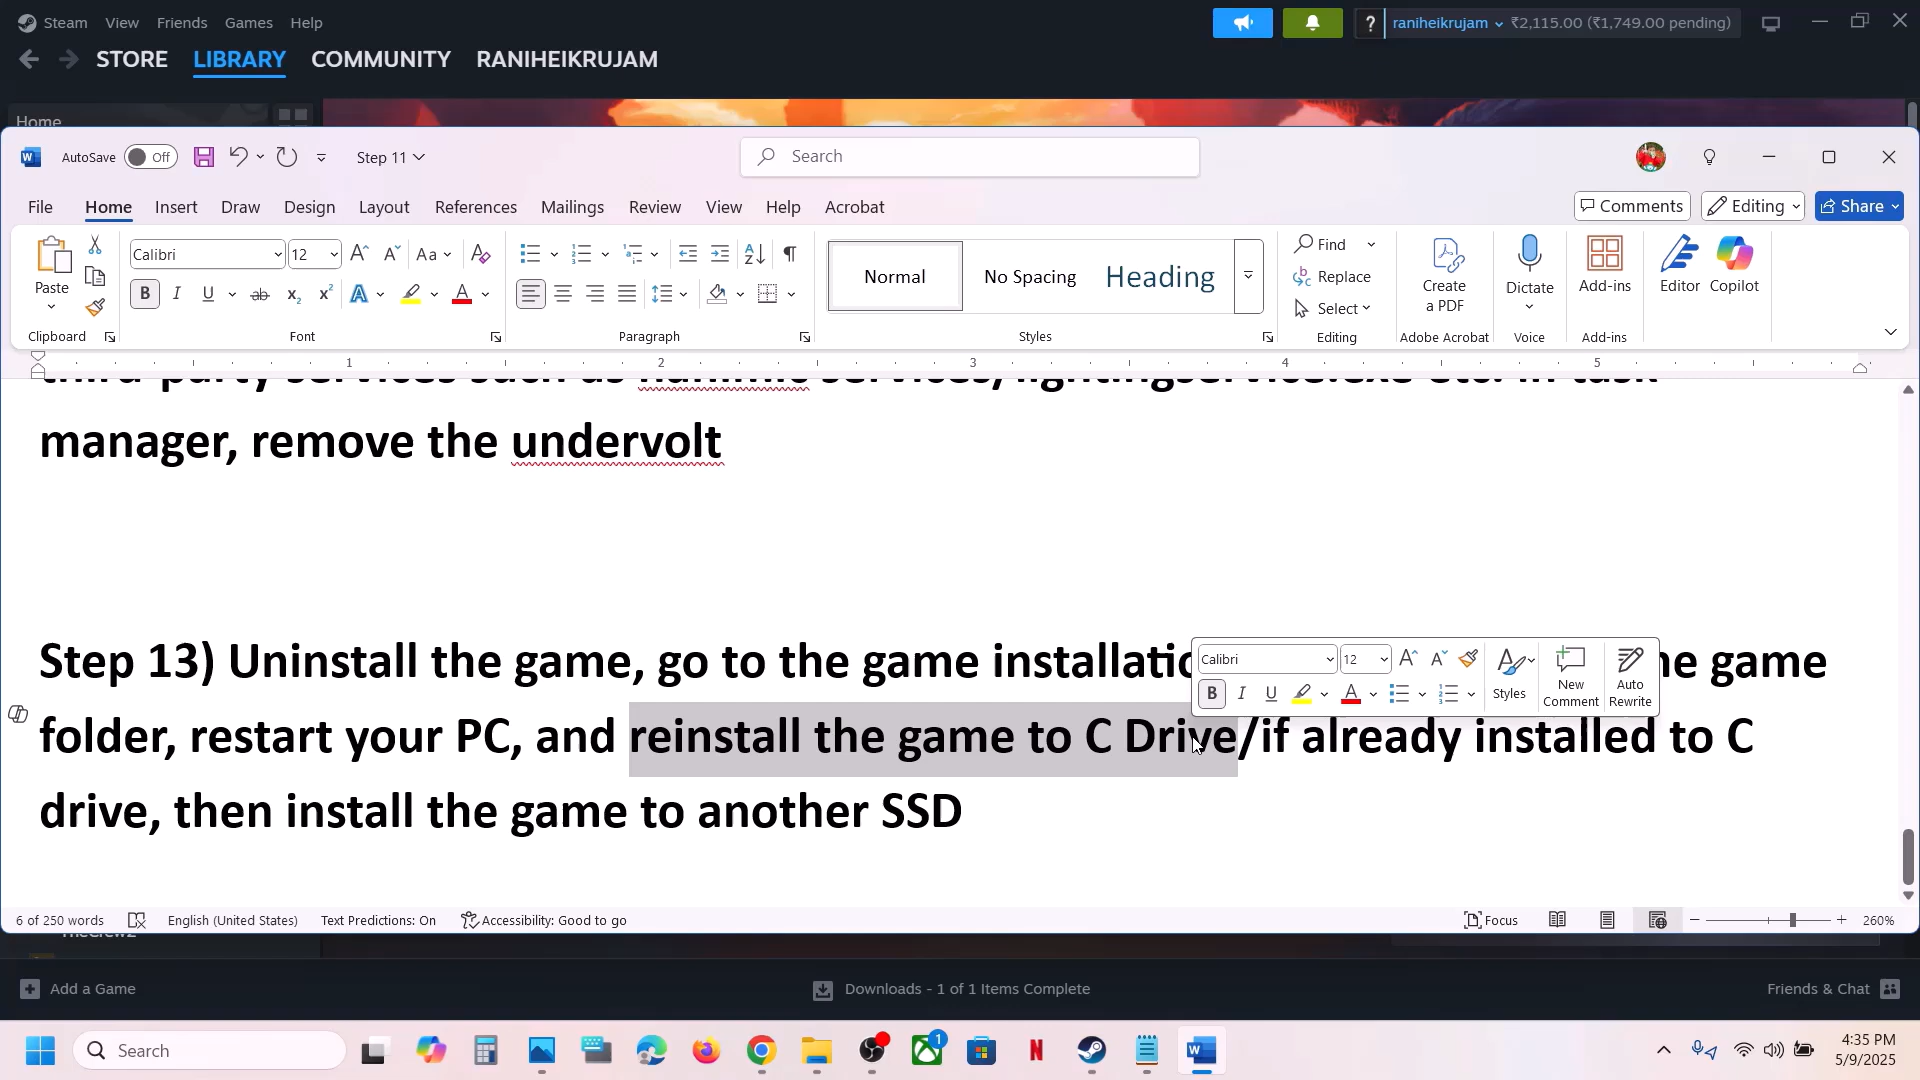 Steam View Friends Games Help
raniheikrujam ₹2,115.00 (₹1,749.00 pending)
STORE LIBRARY COMMUNITY RANIHEIKRUJAM
Home
AutoSave Off Step 11 Search
File Home Insert Draw Design Layout References Mailings Review View Help Acrobat Comments Editing Share
Paste Calibri 12 Normal No Spacing Heading Find Replace Select Create a PDF Dictate Add-ins Editor Copilot
Clipboard Font Paragraph Styles Editing Adobe Acrobat Voice Add-ins
1 2 3 4 5
manager, remove the undervolt
Step 13) Uninstall the game, go to the game game
folder, restart your PC, and reinstall the game to C Drive/if already installed to C
drive, then install the game to another SSD
Calibri 12 Styles New Comment Auto Rewrite
6 of 250 words English (United States) Text Predictions: On Accessibility: Good to go Focus 260%
Add a Game Downloads - 1 of 1 Items Complete Friends & Chat
Search 1 4:35 PM
5/9/2025